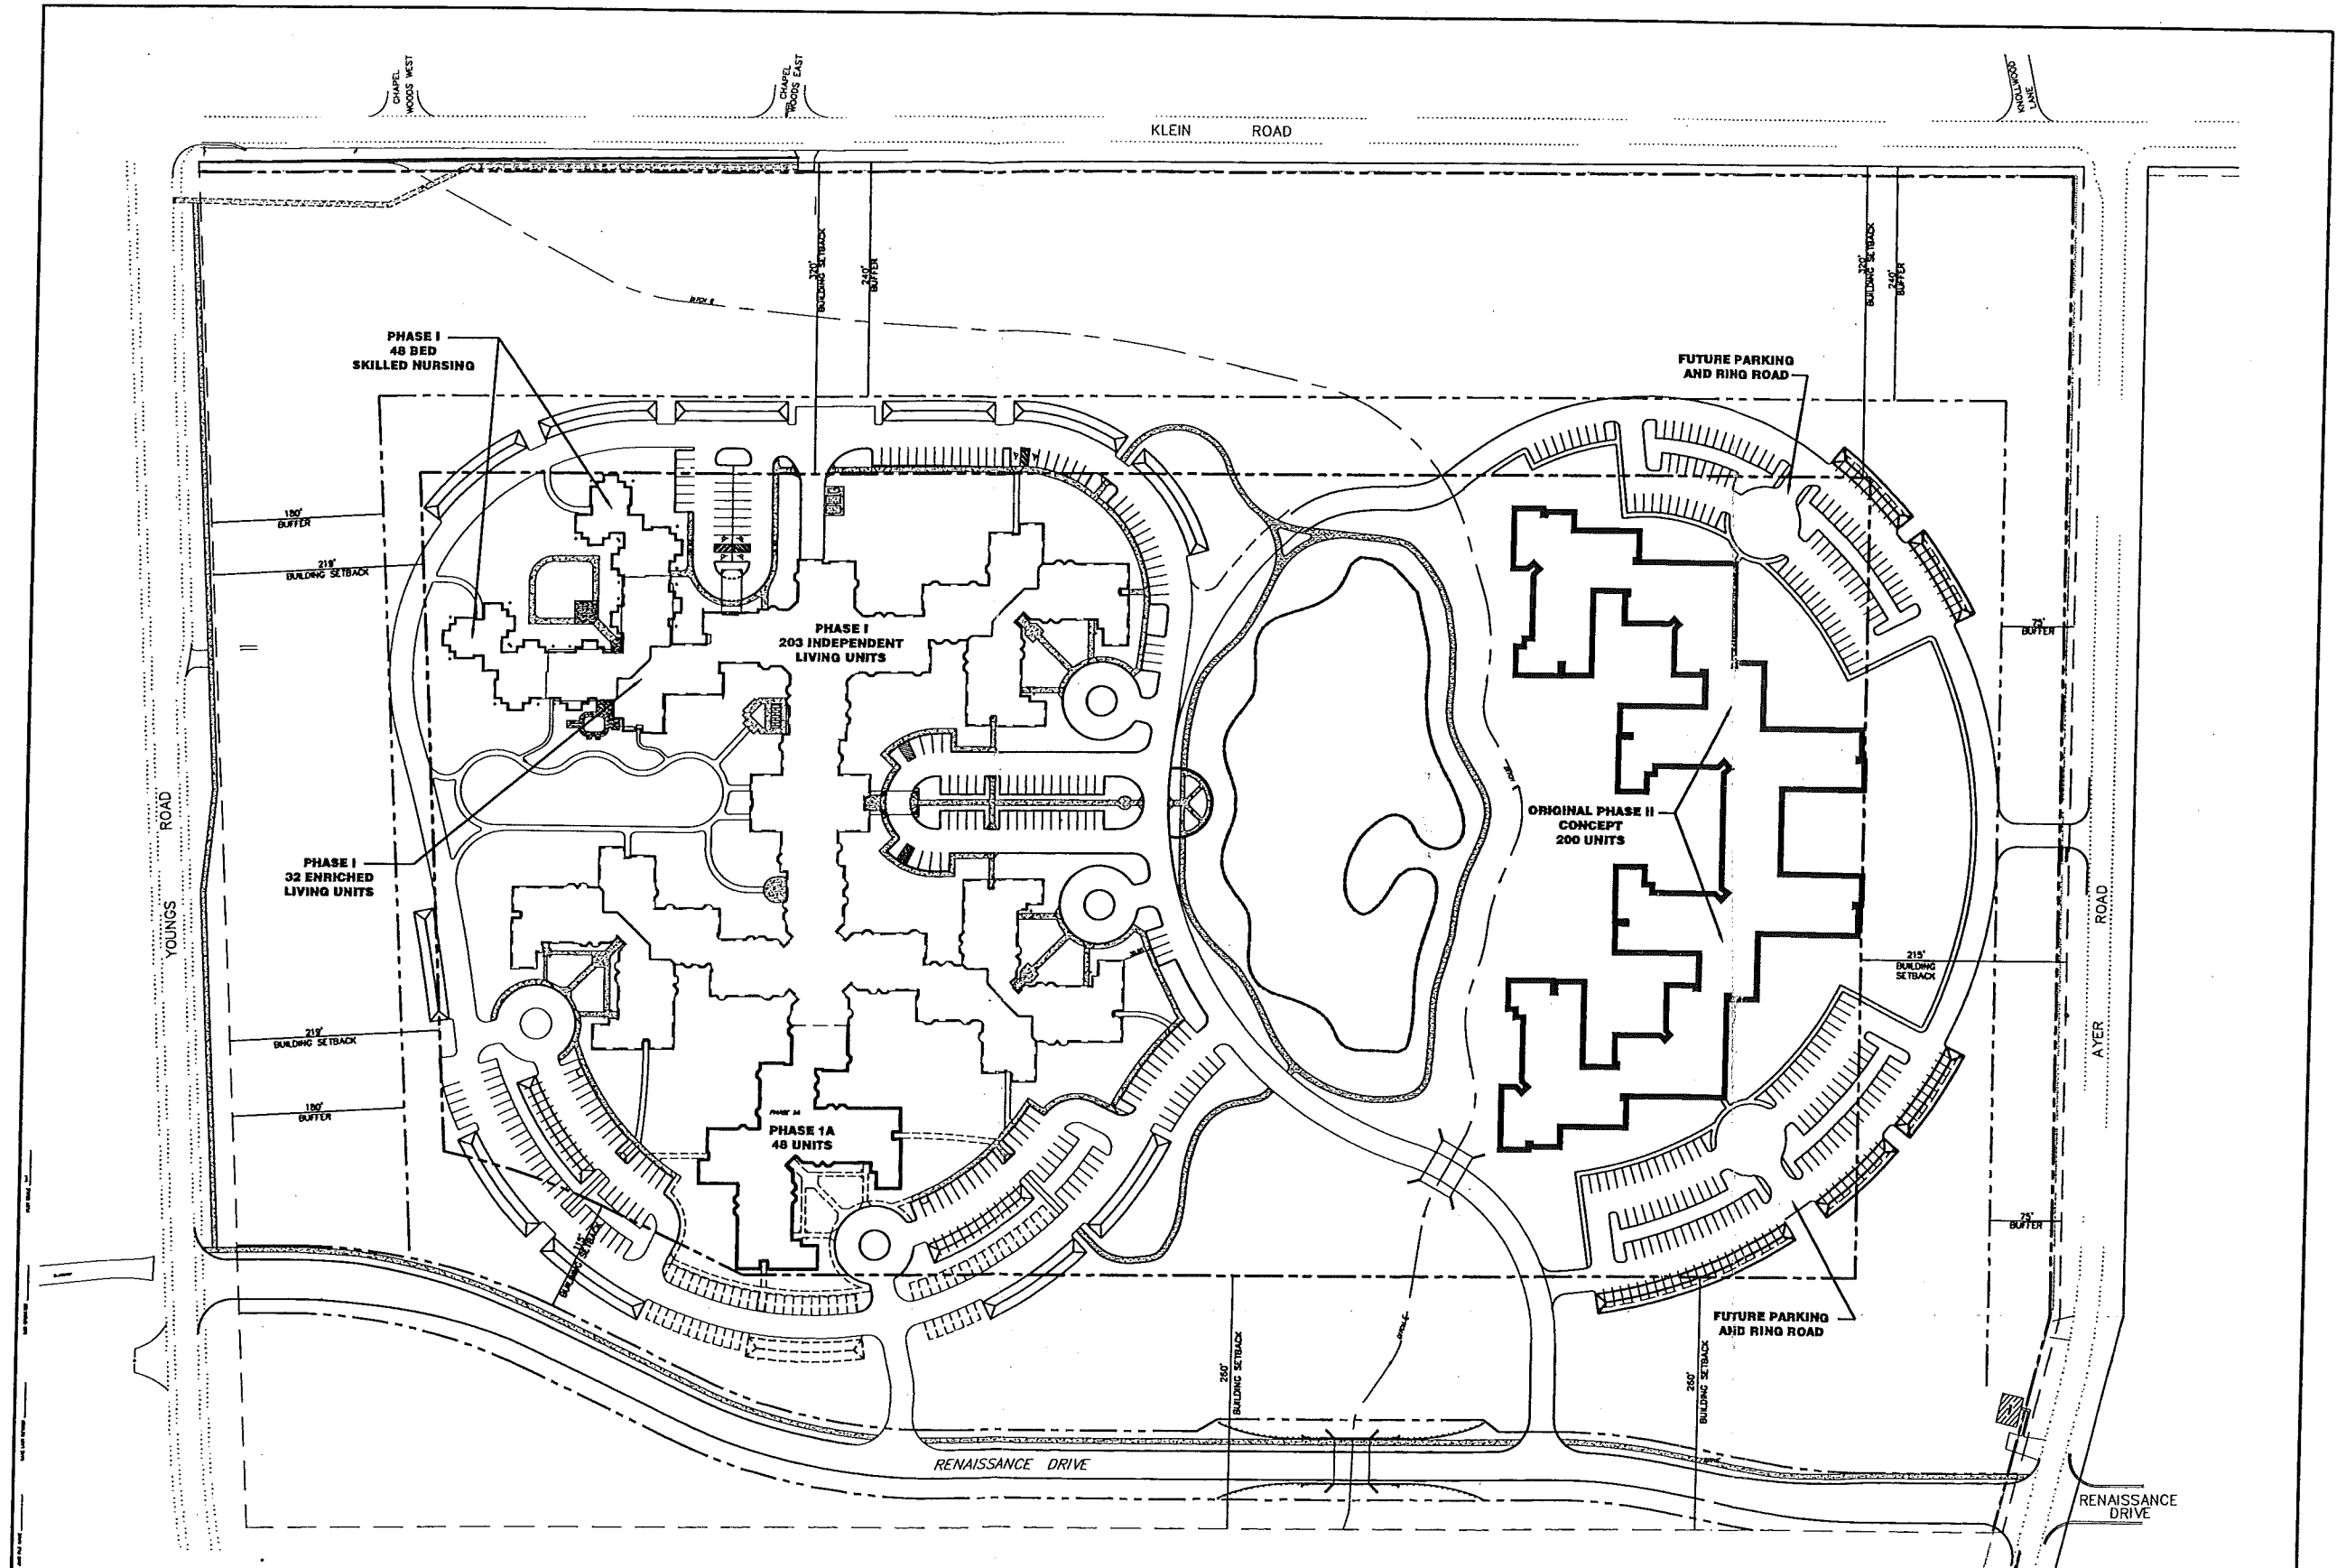 CHAPEL
WOODS WEST
CHAPEL
WOODS EAST
KNOLLWOOD
LANE
KLEIN ROAD
320'
BUILDING SETBACK
240'
BUFFER
320'
BUILDING SETBACK
240'
BUFFER
PHASE I
48 BED
SKILLED NURSING
FUTURE PARKING
AND RING ROAD
180'
BUFFER
219'
BUILDING SETBACK
PHASE I
203 INDEPENDENT
LIVING UNITS
75'
BUFFER
YOUNGS ROAD
ORIGINAL PHASE II
CONCEPT
200 UNITS
PHASE I
32 ENRICHED
LIVING UNITS
AYER ROAD
215'
BUILDING
SETBACK
219'
BUILDING SETBACK
180'
BUFFER
PHASE 1A
PHASE 1A
48 UNITS
75'
BUFFER
115'
BUILDING SETBACK
FUTURE PARKING
AND RING ROAD
260'
BUILDING SETBACK
260'
BUILDING SETBACK
RENAISSANCE DRIVE
RENAISSANCE
DRIVE